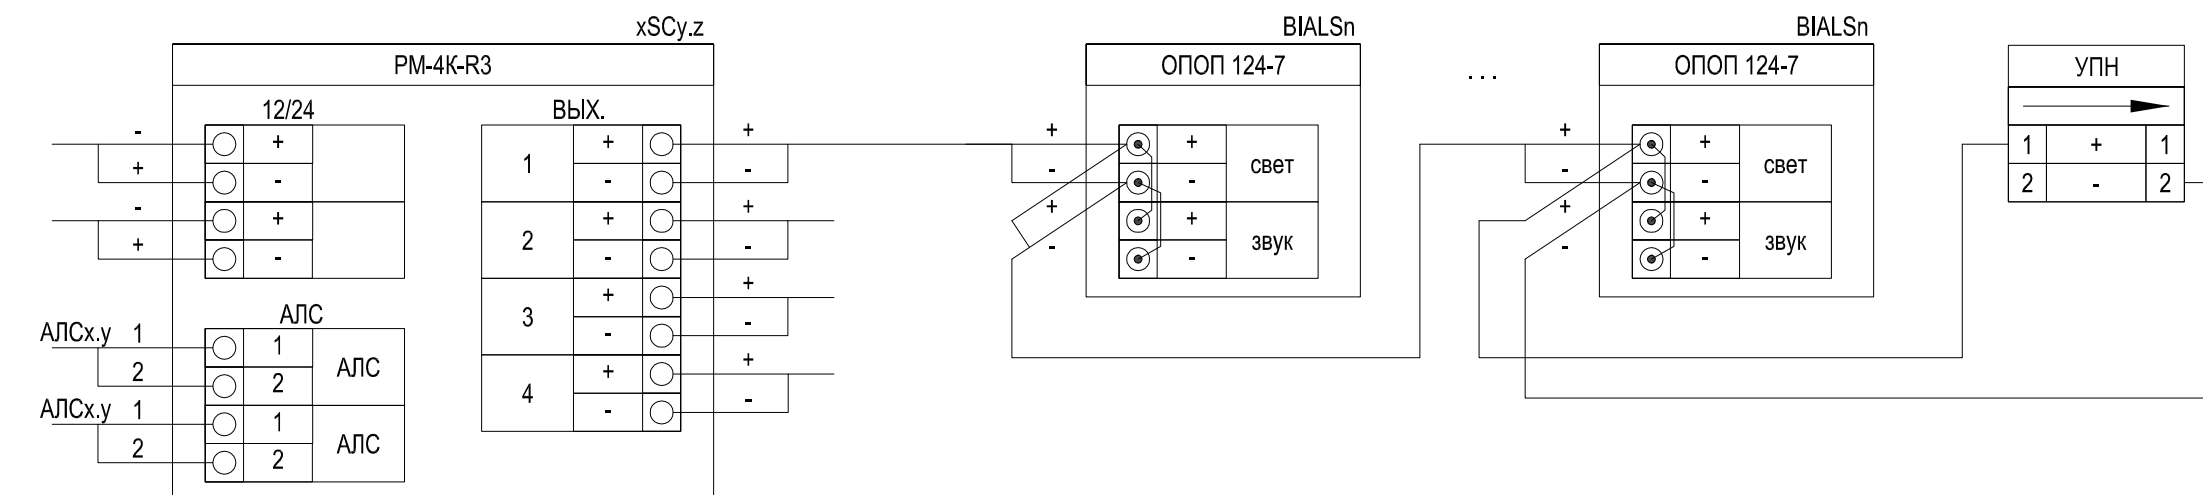 xSCy.z
РМ-4К-R3
12/24
- +
+ -
- +
+ -
АЛС
АЛСх.у 1 1 АЛС
2 2
АЛСх.у 1 1 АЛС
2 2
ВЫХ.
1 + +
- -
2 + +
- -
3 + +
- -
4 + +
- -
BIALSn
ОПОП 124-7
+ + свет
- -
+ + звук
- -
. . .
BIALSn
ОПОП 124-7
+ + свет
- -
+ + звук
- -
УПН
1 + 1
2 - 2